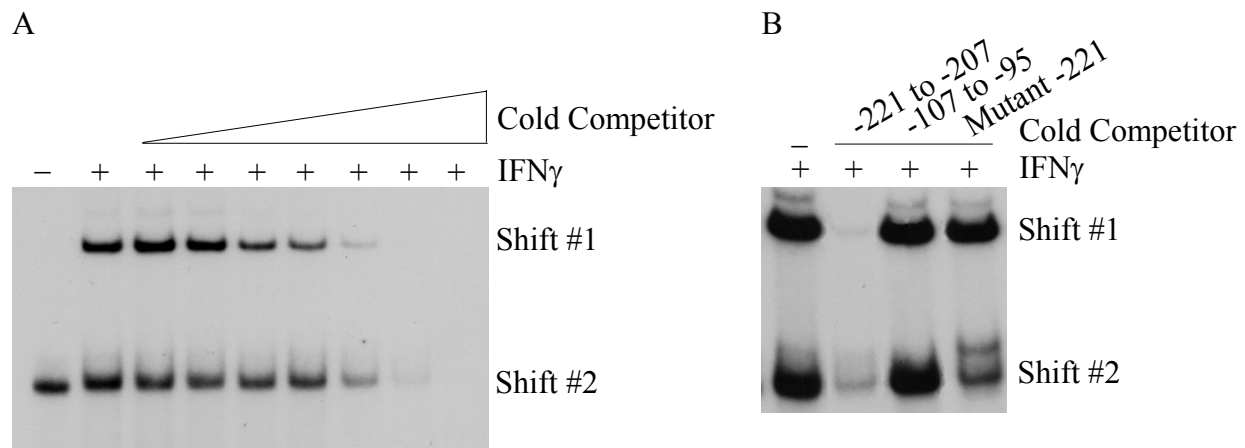 A
Cold Competitor
− + + + + + + + IFNγ
Shift #1
Shift #2
B
-221 to -207
-107 to -95
Mutant -221
− Cold Competitor
+ + + + IFNγ
Shift #1
Shift #2